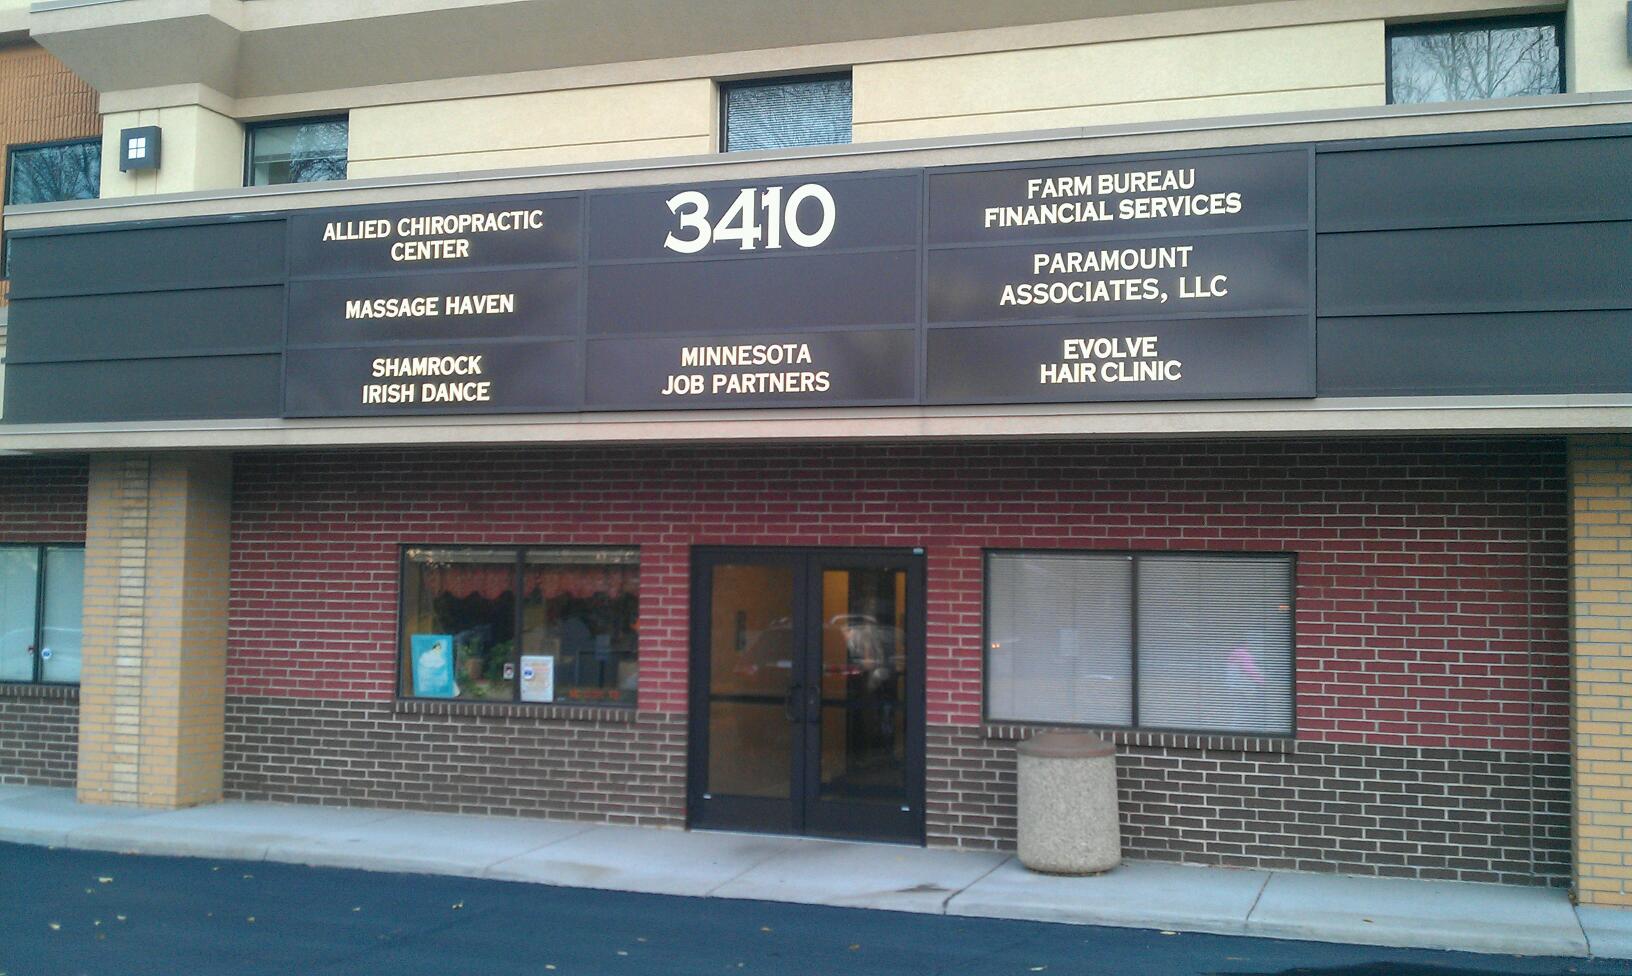 ALLIED CHIROPRACTIC
CENTER
MASSAGE HAVEN
SHAMROCK
IRISH DANCE
3410
MINNESOTA
JOB PARTNERS
FARM BUREAU
FINANCIAL SERVICES
PARAMOUNT
ASSOCIATES, LLC
EVOLVE
HAIR CLINIC